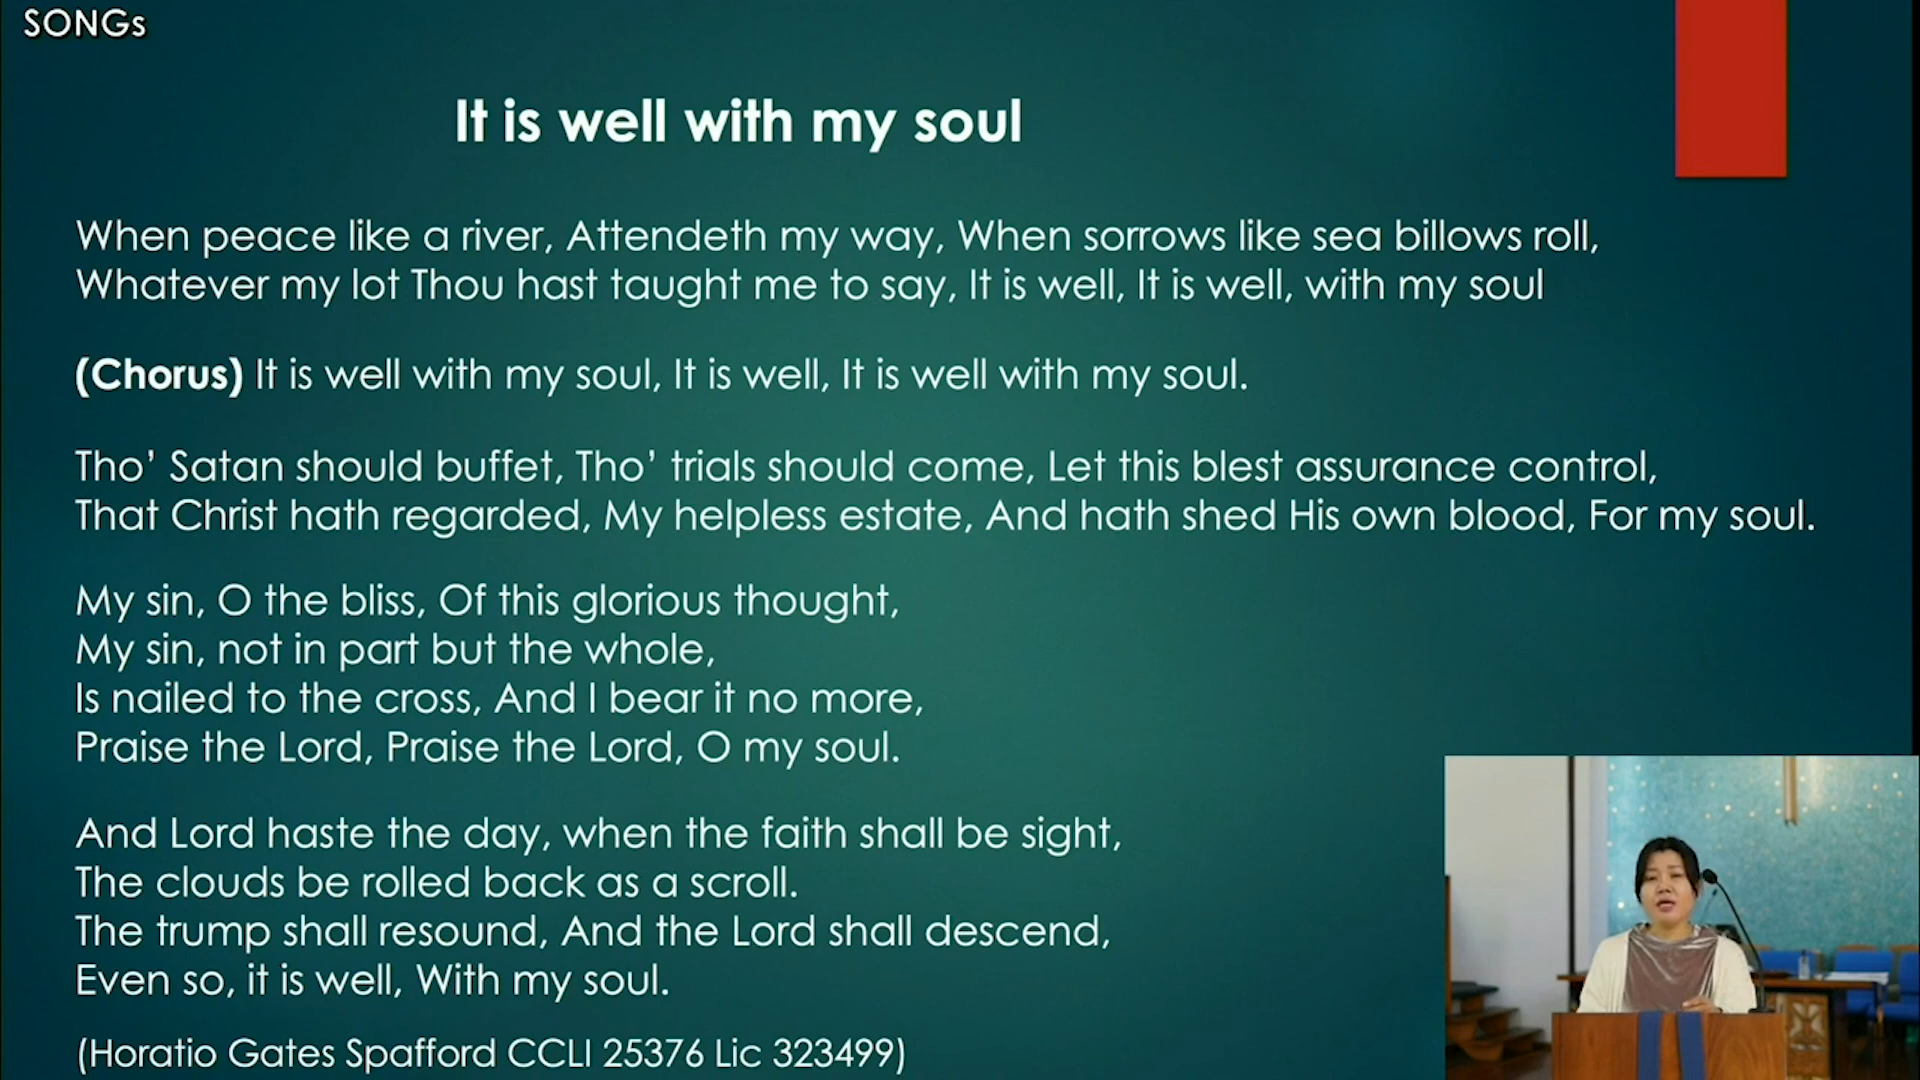 SONGs
It is well with my soul
When peace like a river, Attendeth my way, When sorrows like sea billows roll,
Whatever my lot Thou hast taught me to say, It is well, It is well, with my soul
(Chorus) It is well with my soul, It is well, It is well with my soul.
Tho’ Satan should buffet, Tho’ trials should come, Let this blest assurance control,
That Christ hath regarded, My helpless estate, And hath shed His own blood, For my soul.
My sin, O the bliss, Of this glorious thought,
My sin, not in part but the whole,
Is nailed to the cross, And I bear it no more,
Praise the Lord, Praise the Lord, O my soul.
And Lord haste the day, when the faith shall be sight,
The clouds be rolled back as a scroll.
The trump shall resound, And the Lord shall descend,
Even so, it is well, With my soul.
(Horatio Gates Spafford CCLI 25376 Lic 323499)